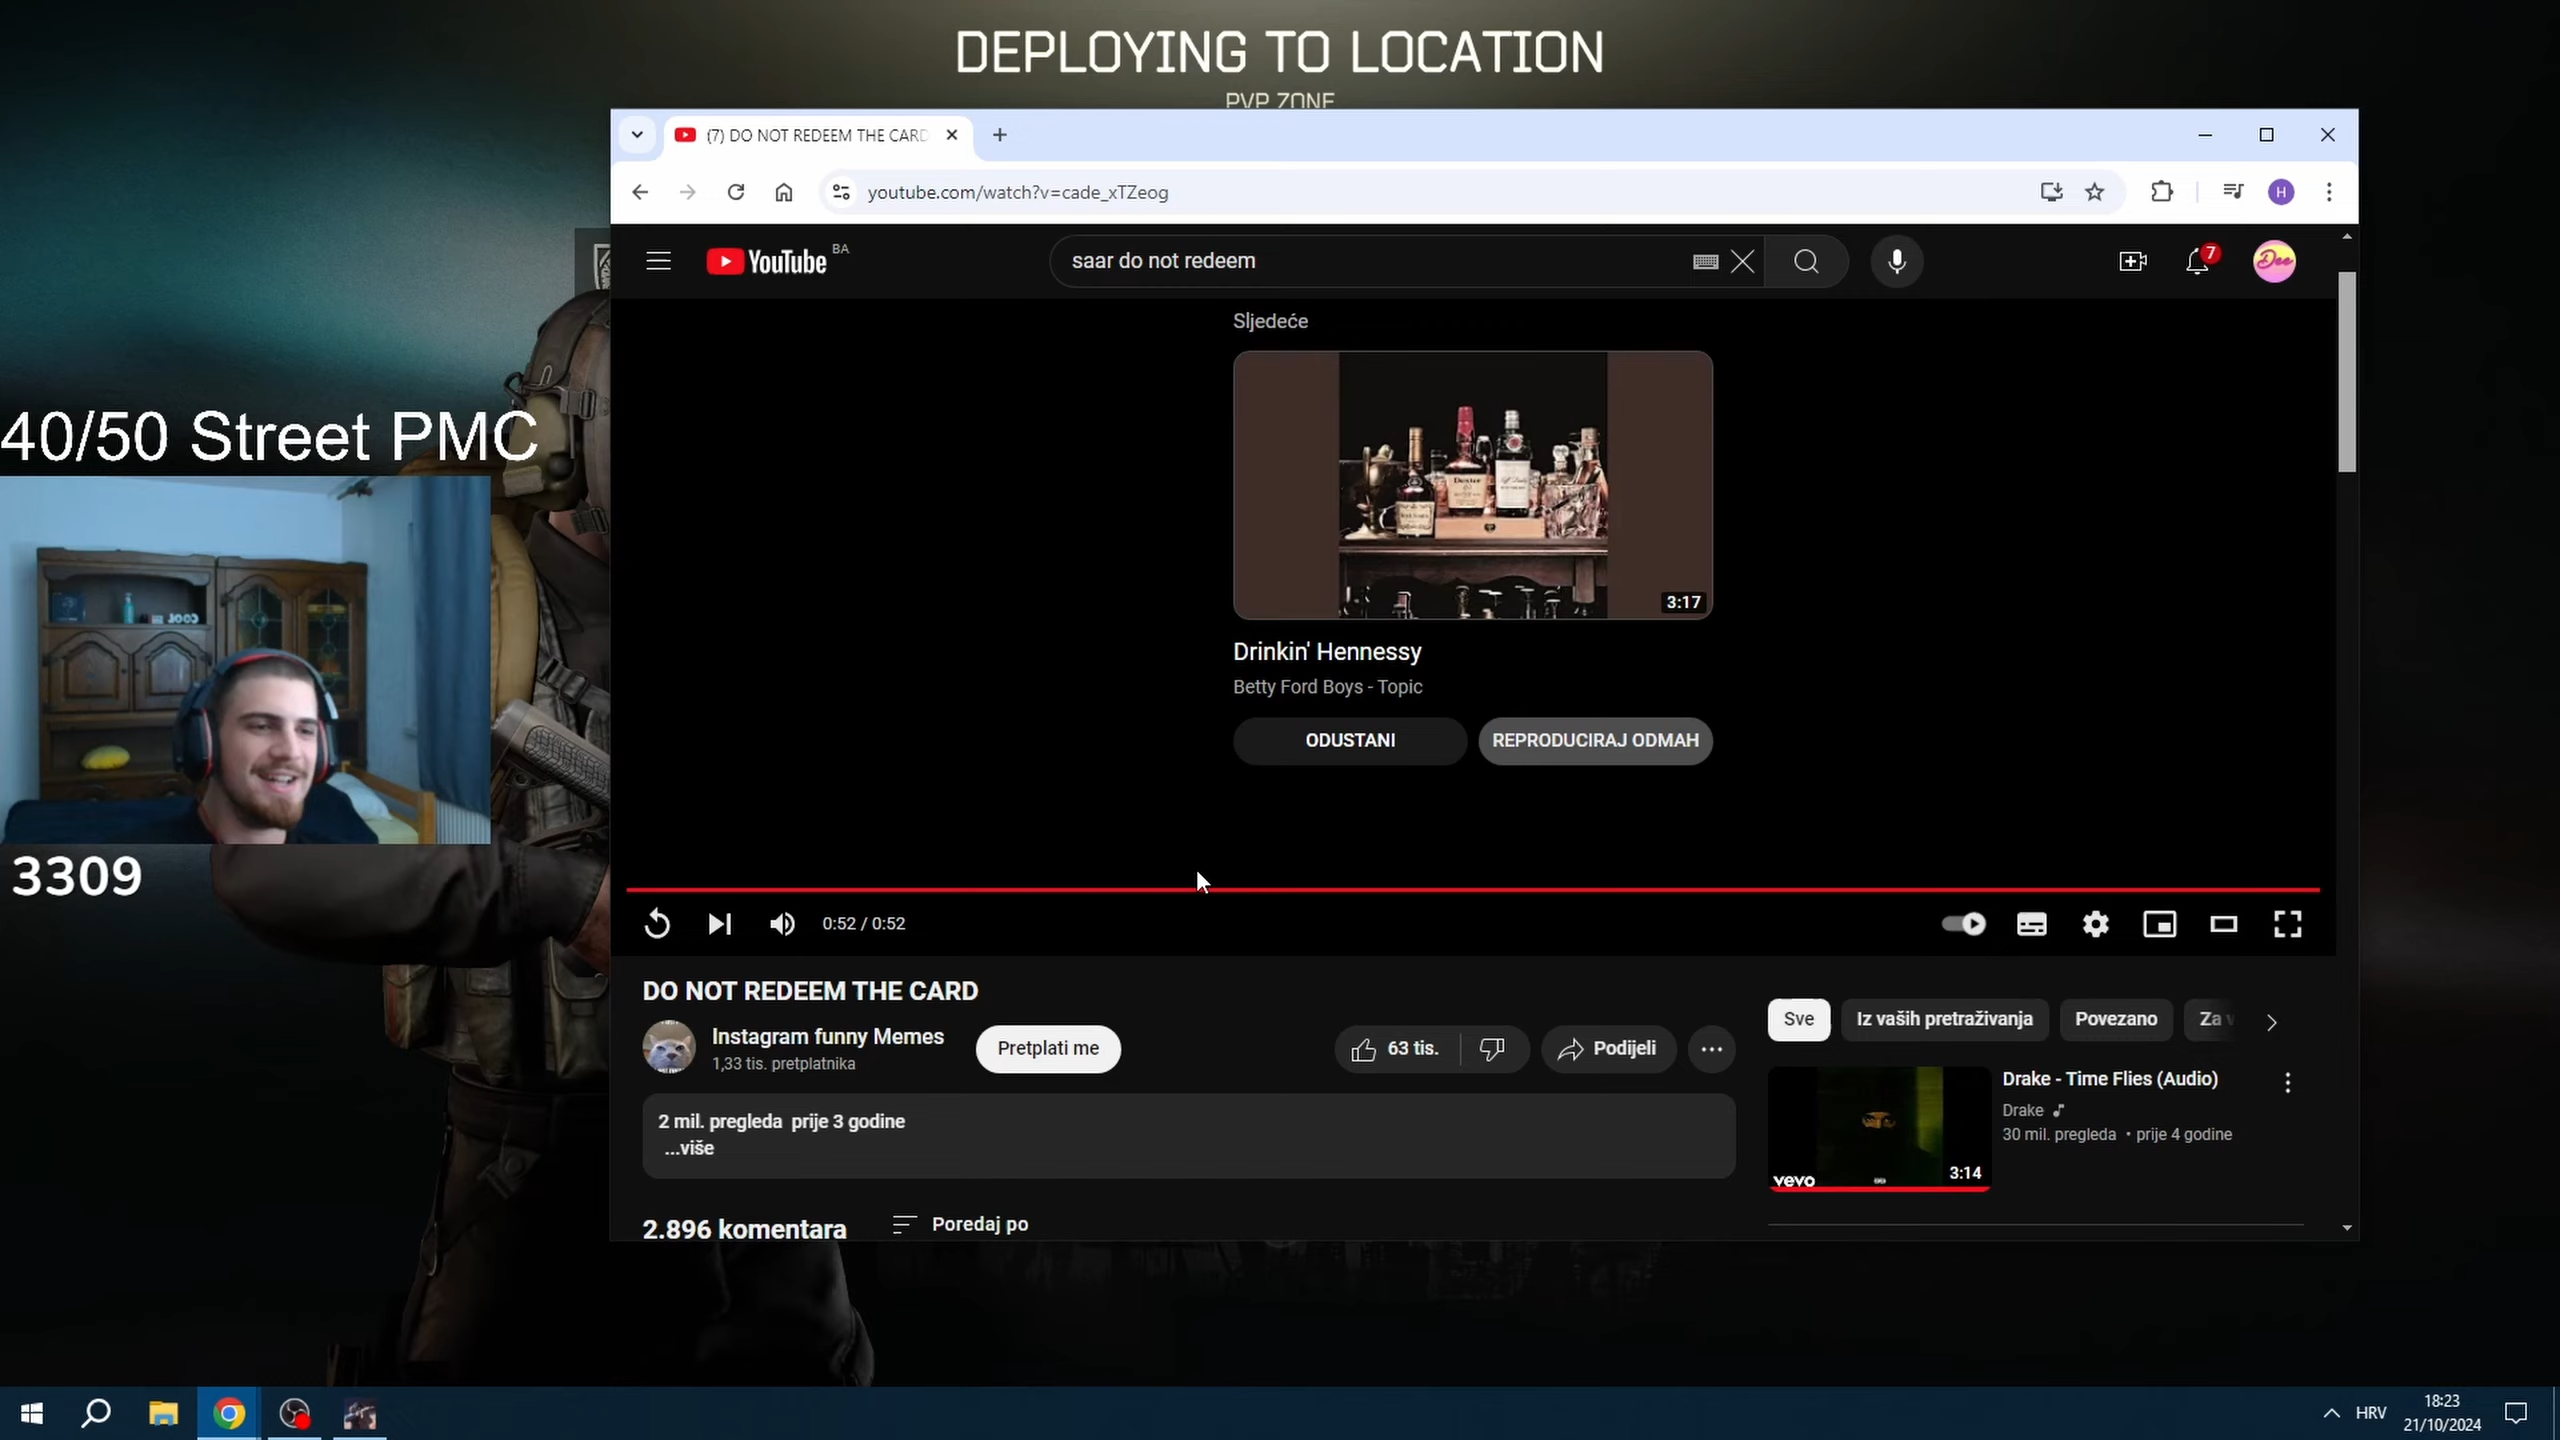 DEPLOYING TO LOCATION
PVP ZONE
(7) DO NOT REDEEM THE CARD
youtube.com/watch?v=cade_xTZeog
YouTube BA
saar do not redeem
7
Dee
H
Sljedeće
3:17
Drinkin' Hennessy
Betty Ford Boys - Topic
ODUSTANI
REPRODUCIRAJ ODMAH
40/50 Street PMC
3309
0:52 / 0:52
DO NOT REDEEM THE CARD
Instagram funny Memes
1,33 tis. pretplatnika
Pretplati me
63 tis.
Podijeli
2 mil. pregleda prije 3 godine
...više
2.896 komentara
Poredaj po
Sve
Iz vaših pretraživanja
Povezano
Za
Drake - Time Flies (Audio)
Drake
30 mil. pregleda • prije 4 godine
vevo
3:14
HRV
18:23
21/10/2024